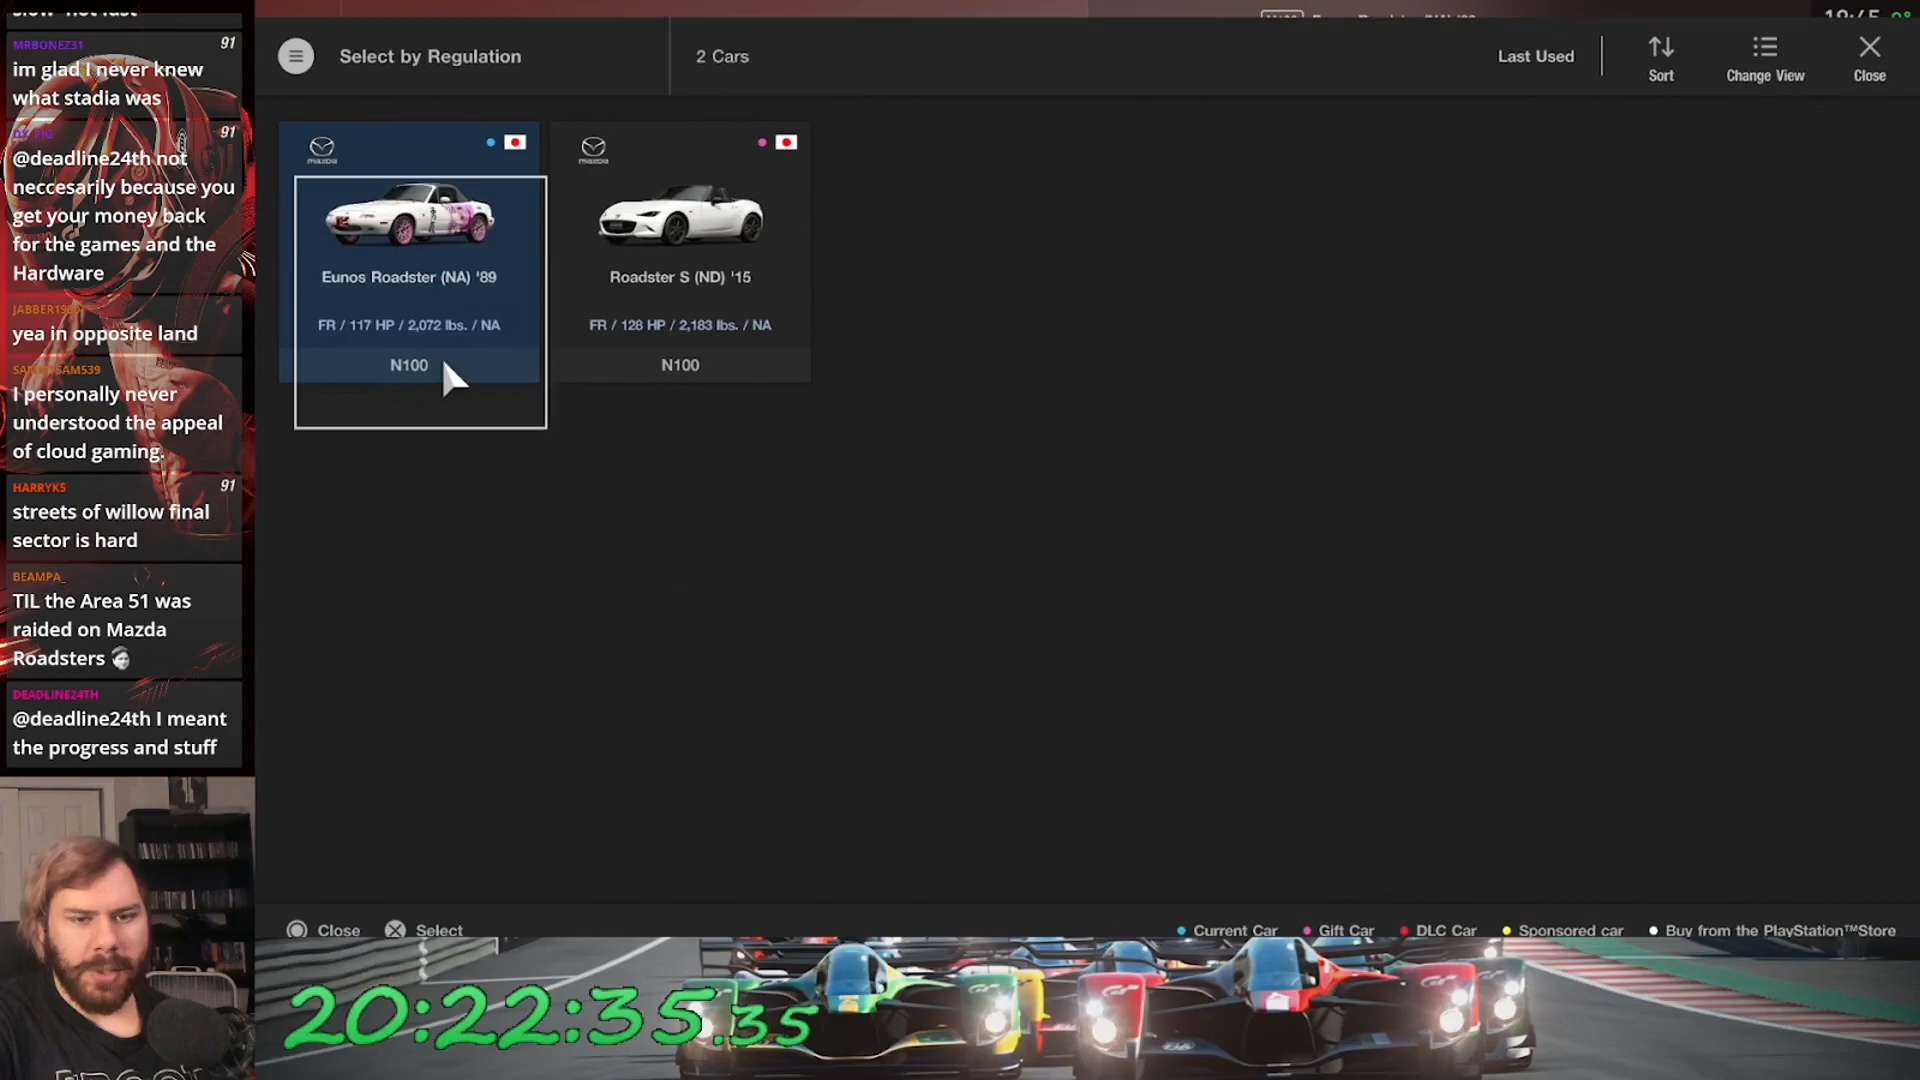 MRBONEZ31 91
im glad I never knew
what stadia was
91
@deadline24th not
neccesarily because you
get your money back
for the games and the
Hardware
yea in opposite land
I personally never
understood the appeal
of cloud gaming.
HARRYK5 91
streets of willow final
sector is hard
BEAMPA_
TIL the Area 51 was
raided on Mazda
Roadsters
DEADLINE24TH
@deadline24th I meant
the progress and stuff
Select by Regulation
2 Cars
Last Used
Sort
Change View
Close
mazda
Eunos Roadster (NA) '89
FR / 117 HP / 2,072 lbs. / NA
N100
mazda
Roadster S (ND) '15
FR / 128 HP / 2,183 lbs. / NA
N100
Close
Select
Current Car
Gift Car
DLC Car
Sponsored car
Buy from the PlayStation™Store
20:22:35.35